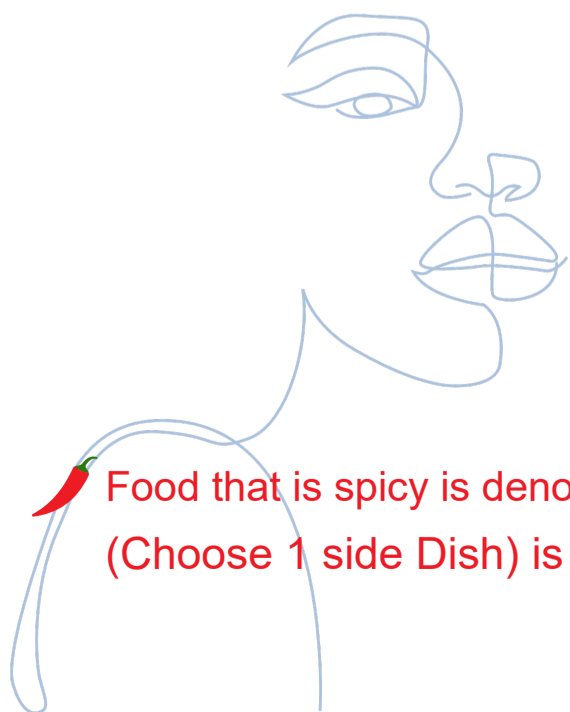 Food that is spicy is deno
(Choose 1 side Dish) is